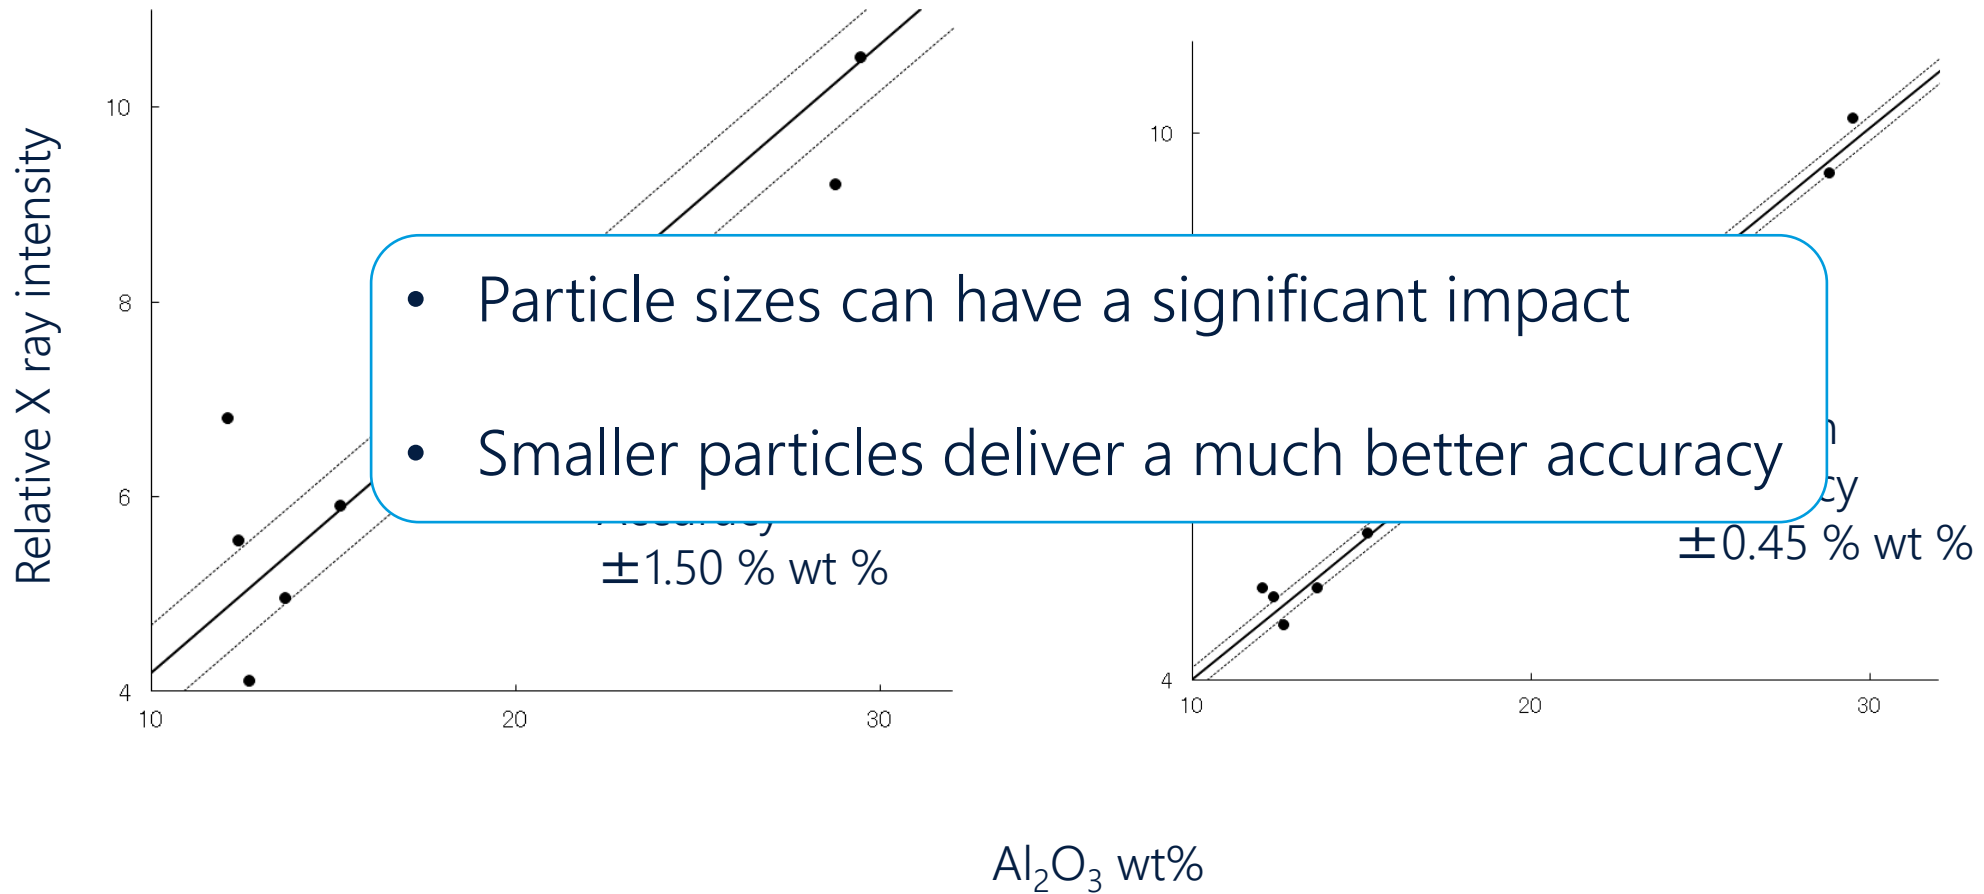 Relative X ray intensity
10
8
6
4
10
20
30
±1.50 % wt %
• Particle sizes can have a significant impact
• Smaller particles deliver a much better accuracy
10
4
10
20
30
±0.45 % wt %
Al₂O₃ wt%